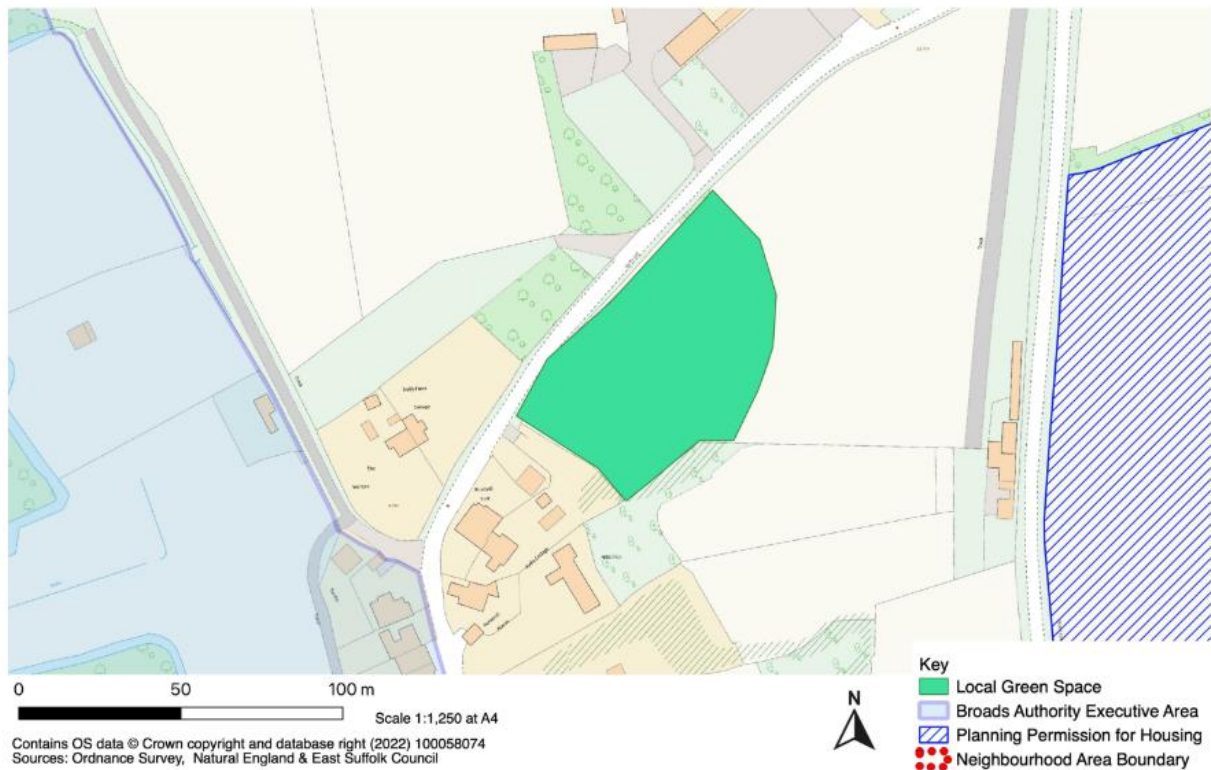 Track
0 50 100 m
Scale 1:1,250 at A4
Contains OS data © Crown copyright and database right (2022) 100058074
Sources: Ordnance Survey, Natural England & East Suffolk Council
N
Key
Local Green Space
Broads Authority Executive Area
Planning Permission for Housing
Neighbourhood Area Boundary